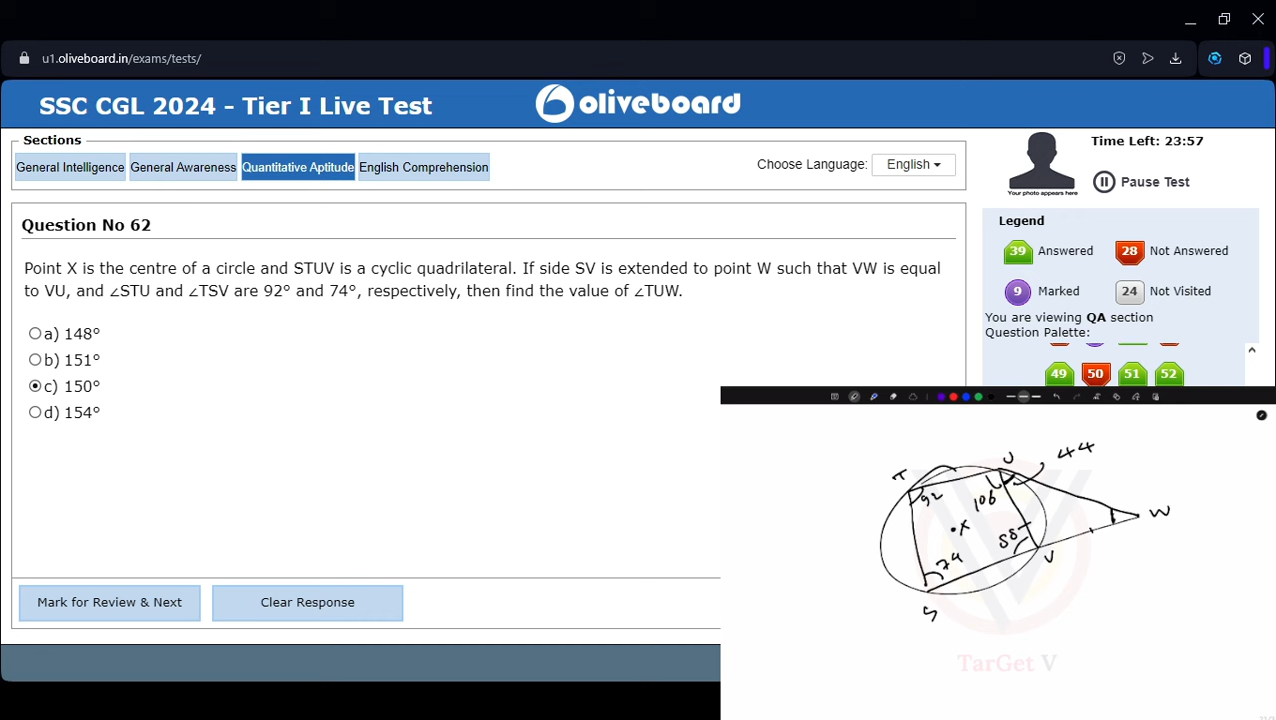 u1.oliveboard.in/exams/tests/
SSC CGL 2024 - Tier I Live Test
oliveboard
Sections
General Intelligence
General Awareness
Quantitative Aptitude
English Comprehension
Choose Language:
English
Your photo appears here
Time Left: 23:57
Pause Test
Question No 62
Point X is the centre of a circle and STUV is a cyclic quadrilateral. If side SV is extended to point W such that VW is equal
to VU, and ∠STU and ∠TSV are 92° and 74°, respectively, then find the value of ∠TUW.
a) 148°
b) 151°
c) 150°
d) 154°
Mark for Review & Next
Clear Response
Legend
39 Answered
28 Not Answered
9 Marked
24 Not Visited
You are viewing QA section
Question Palette:
49 50 51 52
44
T
U
92
106
W
X
88
74
V
S
TarGet V